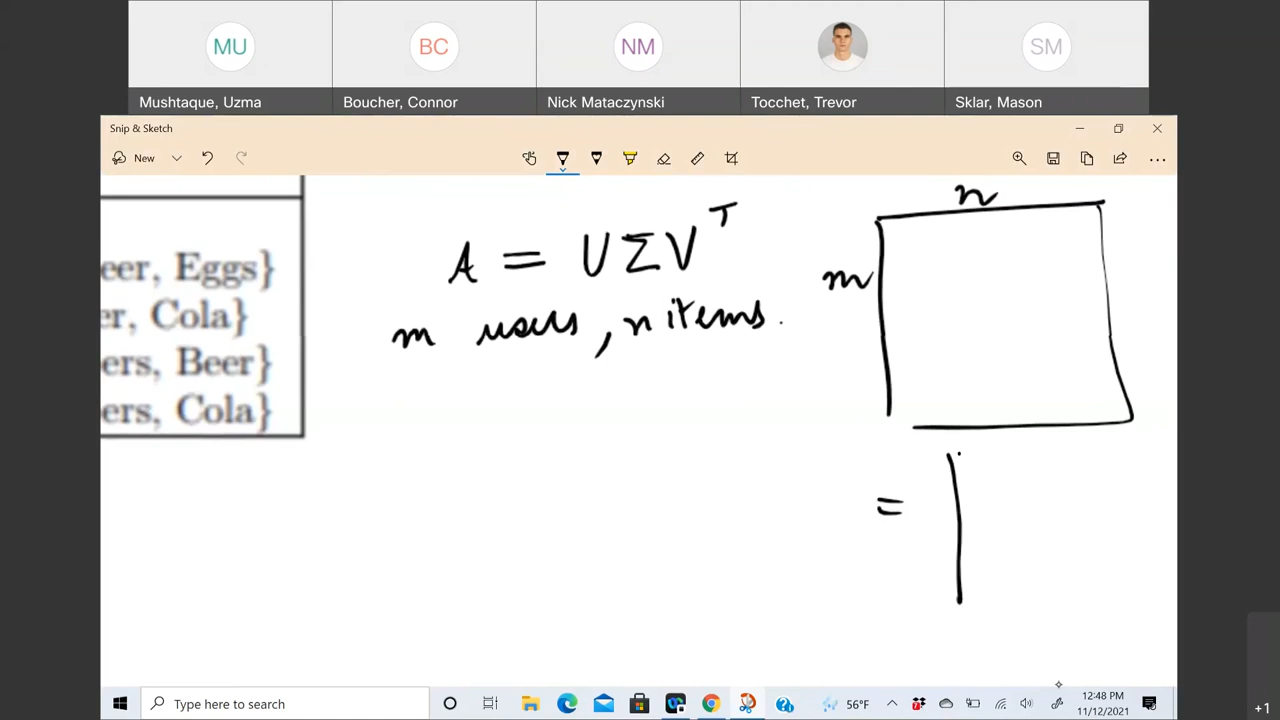 MU
BC
NM
SM
Mushtaque, Uzma
Boucher, Connor
Nick Mataczynski
Tocchet, Trevor
Sklar, Mason
Snip & Sketch
New
n
A = UΣV^T
m
eer, Eggs}
m users, n items.
er, Cola}
ers, Beer}
ers, Cola}
=
Type here to search
56°F
12:48 PM
11/12/2021
+1